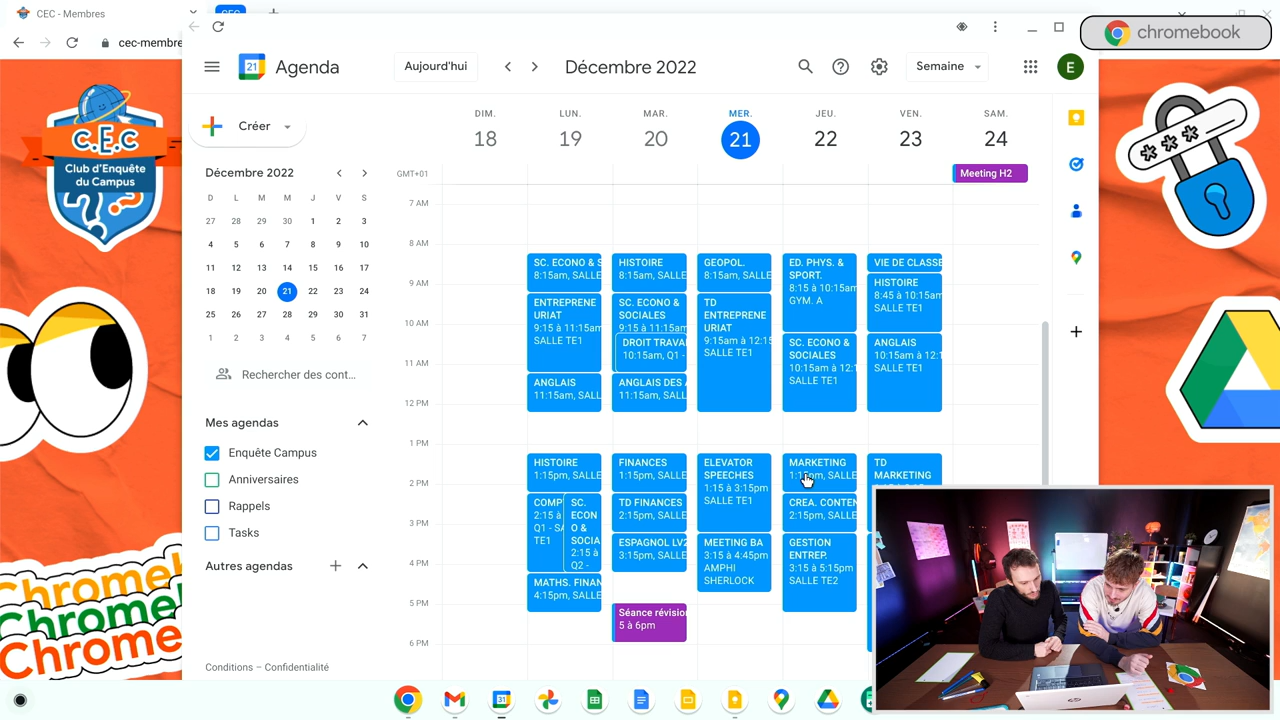 CEC - Membres
CEC
cec-membre
chromebook
21
Agenda
Aujourd'hui
Décembre 2022
Semaine
E
C.E.C
Club d'Enquête
du Campus
Créer
Décembre 2022
D L M M J V S
27 28 29 30 1 2 3
4 5 6 7 8 9 10
11 12 13 14 15 16 17
18 19 20 21 22 23 24
25 26 27 28 29 30 31
1 2 3 4 5 6 7
Rechercher des cont…
Mes agendas
Enquête Campus
Anniversaires
Rappels
Tasks
Autres agendas
Conditions – Confidentialité
DIM. LUN. MAR. MER. JEU. VEN. SAM.
18 19 20 21 22 23 24
GMT+01
Meeting H2
7 AM
8 AM
9 AM
10 AM
11 AM
12 PM
1 PM
2 PM
3 PM
4 PM
5 PM
6 PM
SC. ECONO & S
8:15am, SALLE
ENTREPRENE
URIAT
9:15 à 11:15am
SALLE TE1
ANGLAIS
11:15am, SALLE
HISTOIRE
1:15pm, SALLE
COMP
2:15 à
Q1 - SA
TE1
SC.
ECON
O &
SOCIA
2:15 à
Q2 -
MATHS. FINAN
4:15pm, SALLE
HISTOIRE
8:15am, SALLE
SC. ECONO &
SOCIALES
9:15 à 11:15am
DROIT TRAVA
10:15am, Q1 -
ANGLAIS DES A
11:15am, SALLE
FINANCES
1:15pm, SALLE
TD FINANCES
2:15pm, SALLE
ESPAGNOL LV2
3:15pm, SALLE
Séance révisio
5 à 6pm
GEOPOL.
8:15am, SALLE
TD
ENTREPRENE
URIAT
9:15am à 12:15
SALLE TE1
ELEVATOR
SPEECHES
1:15 à 3:15pm
SALLE TE1
MEETING BA
3:15 à 4:45pm
AMPHI
SHERLOCK
ED. PHYS. &
SPORT.
8:15 à 10:15am
GYM. A
SC. ECONO &
SOCIALES
10:15am à 12:1
SALLE TE1
MARKETING
SALLE
CREA. CONTEN
2:15pm, SALLE
GESTION
ENTREP.
3:15 à 5:15pm
SALLE TE2
VIE DE CLASSE
HISTOIRE
8:45 à 10:15am
SALLE TE1
ANGLAIS
10:15am à 12:1
SALLE TE1
TD
MARKETING
Chromeb
Chromeb
Chrome